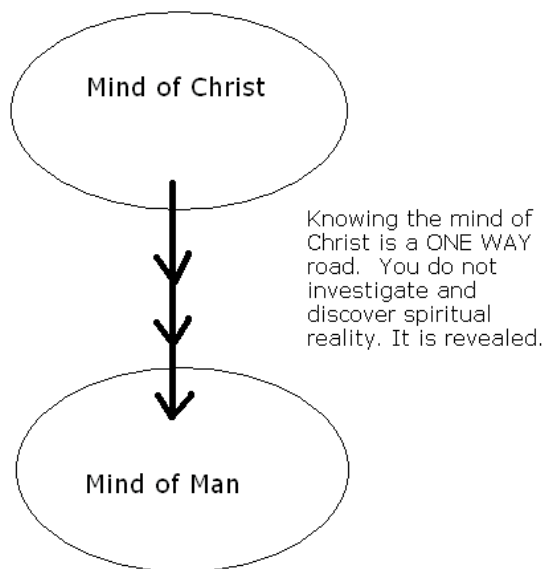 Mind of Christ
Knowing the mind of
Christ is a ONE WAY
road.  You do not
investigate and
discover spiritual
reality. It is revealed.
Mind of Man